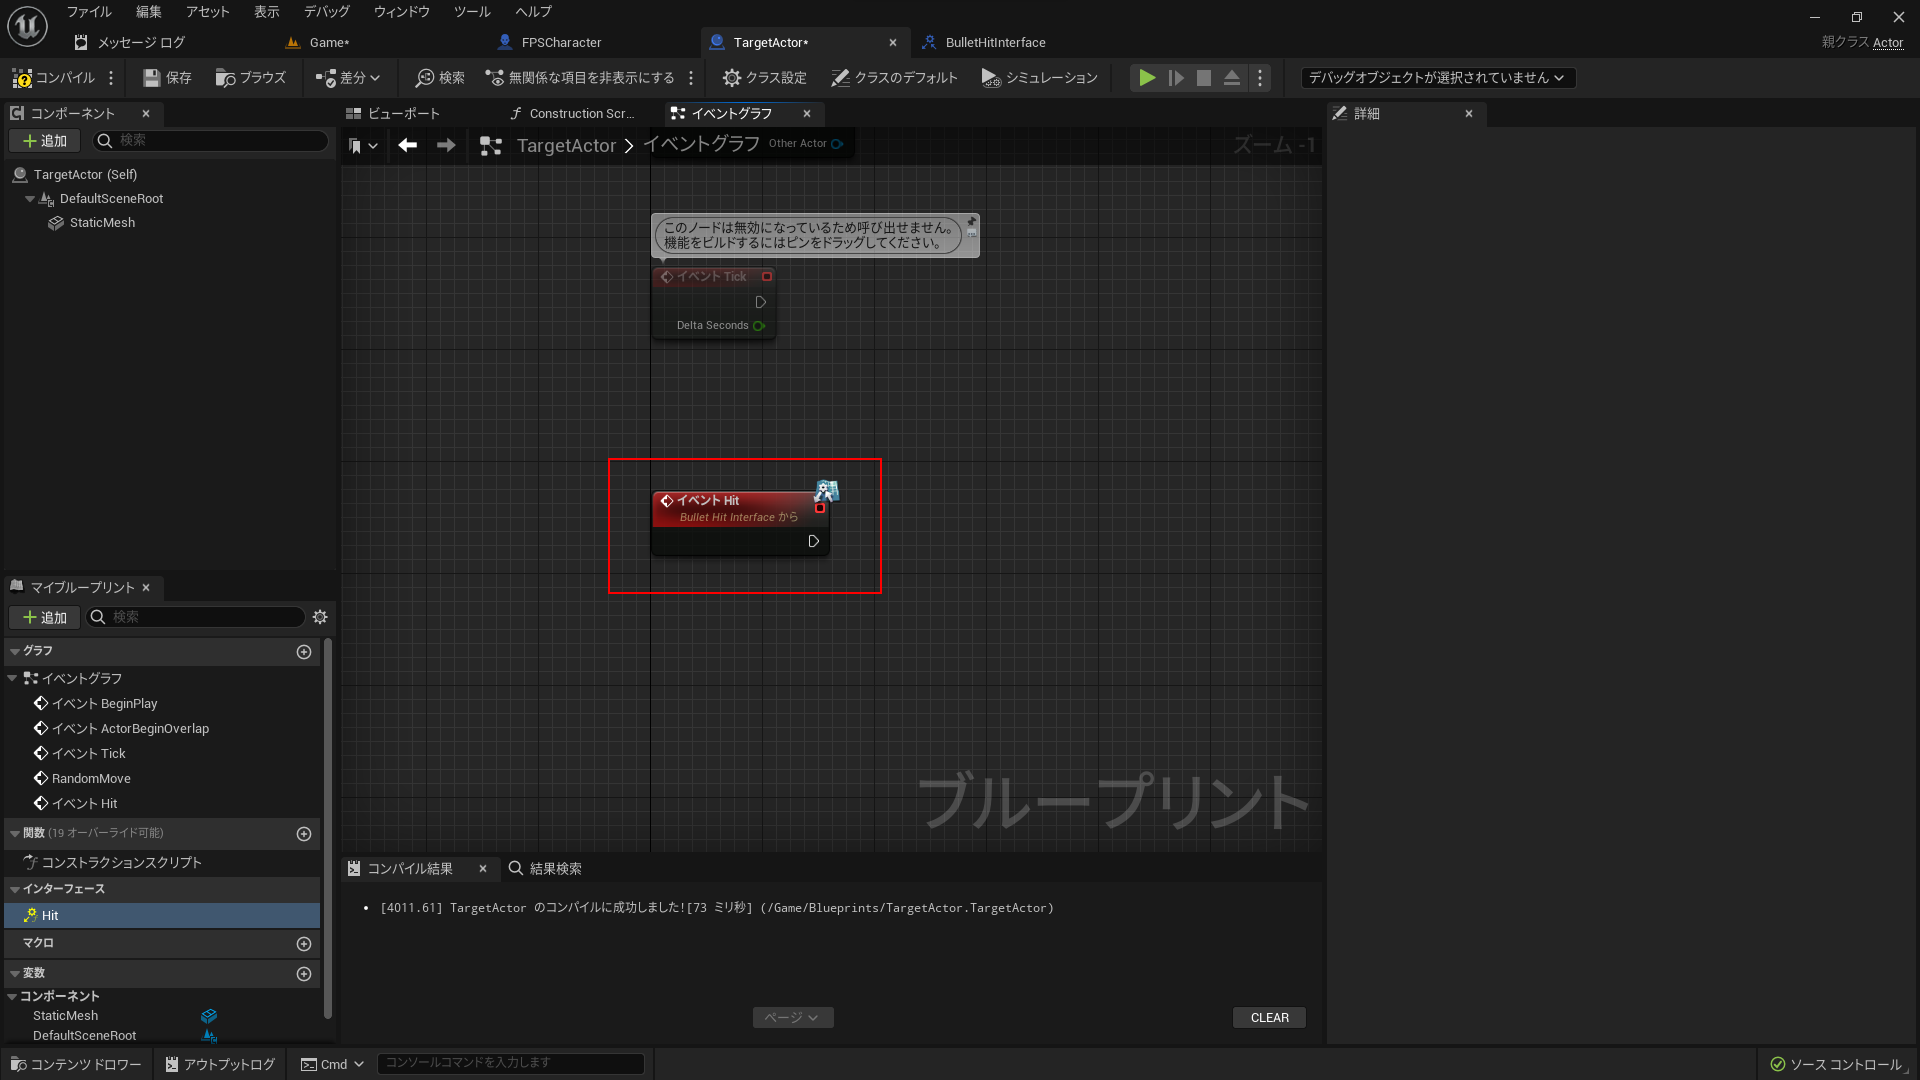 ファイル 編集 アセット 表示 デバッグ ウィンドウ ツール ヘルプ
メッセージ ログ Game* FPSCharacter TargetActor* BulletHitInterface
親クラス Actor
コンパイル 保存 ブラウズ 差分 検索 無関係な項目を非表示にする クラス設定 クラスのデフォルト シミュレーション デバッグオブジェクトが選択されていません
コンポーネント
追加 検索
TargetActor (Self)
DefaultSceneRoot
StaticMesh
ビューポート Construction Scr... イベントグラフ
TargetActor イベントグラフ Other Actor ズーム -1
このノードは無効になっているため呼び出せません。
機能をビルドするにはピンをドラッグしてください。
イベント Tick
Delta Seconds
イベント Hit
Bullet Hit Interface から
ブループリント
詳細
マイブループリント
追加 検索
グラフ
イベントグラフ
イベント BeginPlay
イベント ActorBeginOverlap
イベント Tick
RandomMove
イベント Hit
関数 (19 オーバーライド可能)
コンストラクションスクリプト
インターフェース
Hit
マクロ
変数
コンポーネント
StaticMesh
DefaultSceneRoot
コンパイル結果 結果検索
[4011.61] TargetActor のコンパイルに成功しました![73 ミリ秒] (/Game/Blueprints/TargetActor.TargetActor)
ページ CLEAR
コンテンツ ドロワー アウトプットログ Cmd コンソールコマンドを入力します ソース コントロール